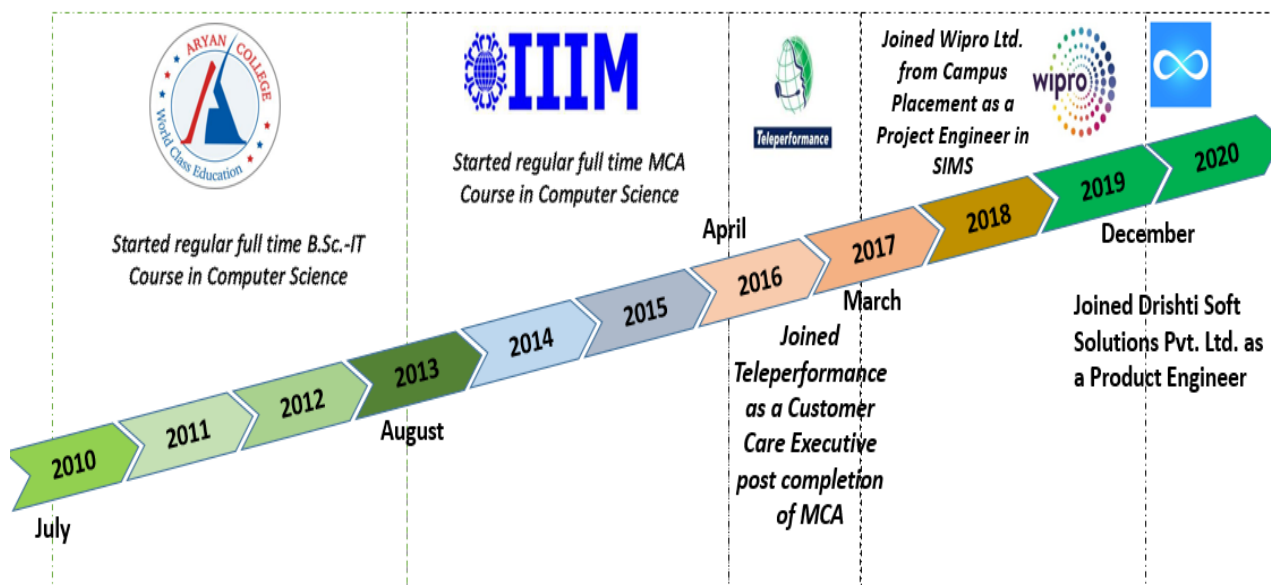 ARYAN COLLEGE
World Class Education
Started regular full time B.Sc.-IT
Course in Computer Science
IIIM
Started regular full time MCA
Course in Computer Science
Teleperformance
Joined Wipro Ltd.
from Campus
Placement as a
Project Engineer in
SIMS
wipro
2010
2011
2012
2013
2014
2015
2016
2017
2018
2019
2020
July
August
April
March
December
Joined
Teleperformance
as a Customer
Care Executive
post completion
of MCA
Joined Drishti Soft
Solutions Pvt. Ltd. as
a Product Engineer